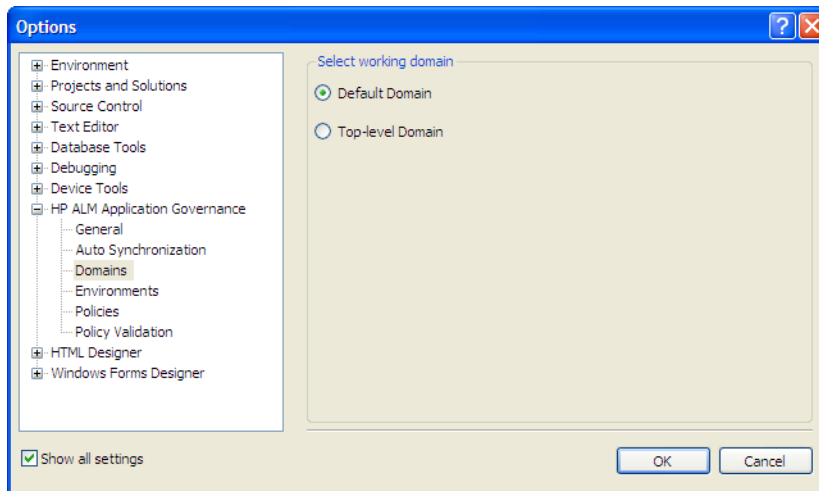 Options
Environment
Projects and Solutions
Source Control
Text Editor
Database Tools
Debugging
Device Tools
HP ALM Application Governance
General
Auto Synchronization
Domains
Environments
Policies
Policy Validation
HTML Designer
Windows Forms Designer
Show all settings
Select working domain
Default Domain
Top-level Domain
OK
Cancel